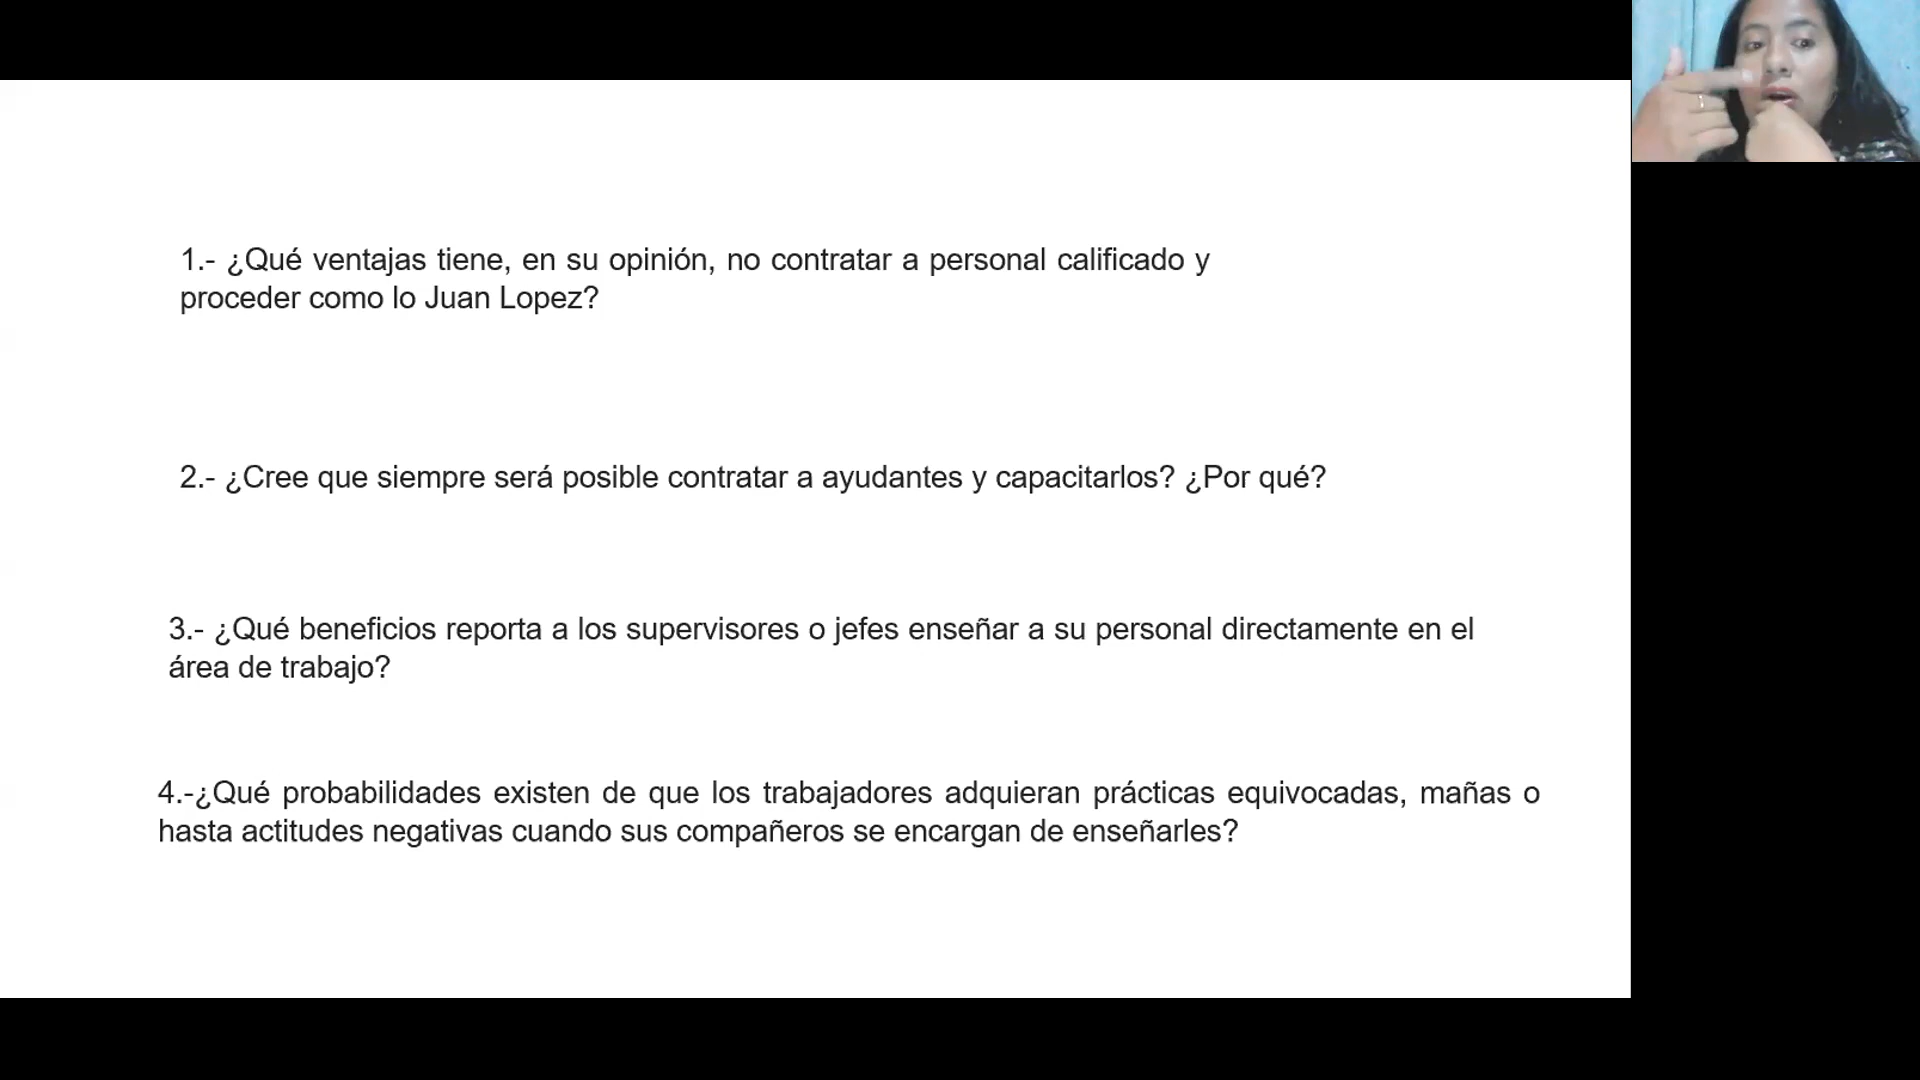 1.- ¿Qué ventajas tiene, en su opinión, no contratar a personal calificado y
proceder como lo Juan Lopez?
2.- ¿Cree que siempre será posible contratar a ayudantes y capacitarlos? ¿Por qué?
3.- ¿Qué beneficios reporta a los supervisores o jefes enseñar a su personal directamente en el
área de trabajo?
4.-¿Qué probabilidades existen de que los trabajadores adquieran prácticas equivocadas, mañas o
hasta actitudes negativas cuando sus compañeros se encargan de enseñarles?